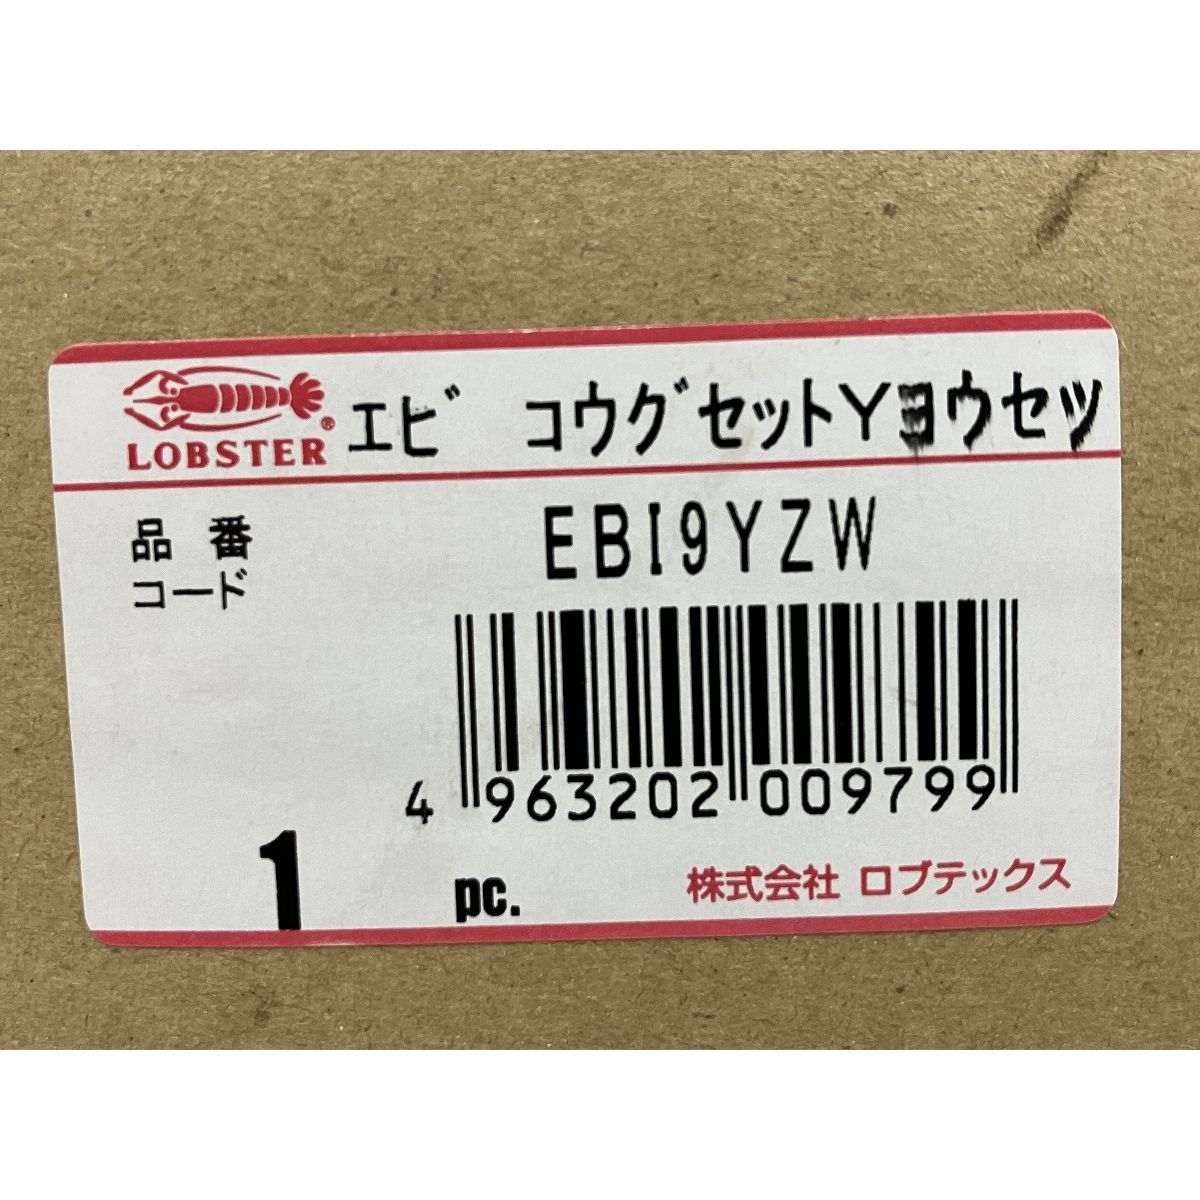 LOBSTER® エビ コウグセットYヨウセツ
品番 EBI9YZW
コード
4 963202 009799
1 pc.
株式会社 ロブテックス